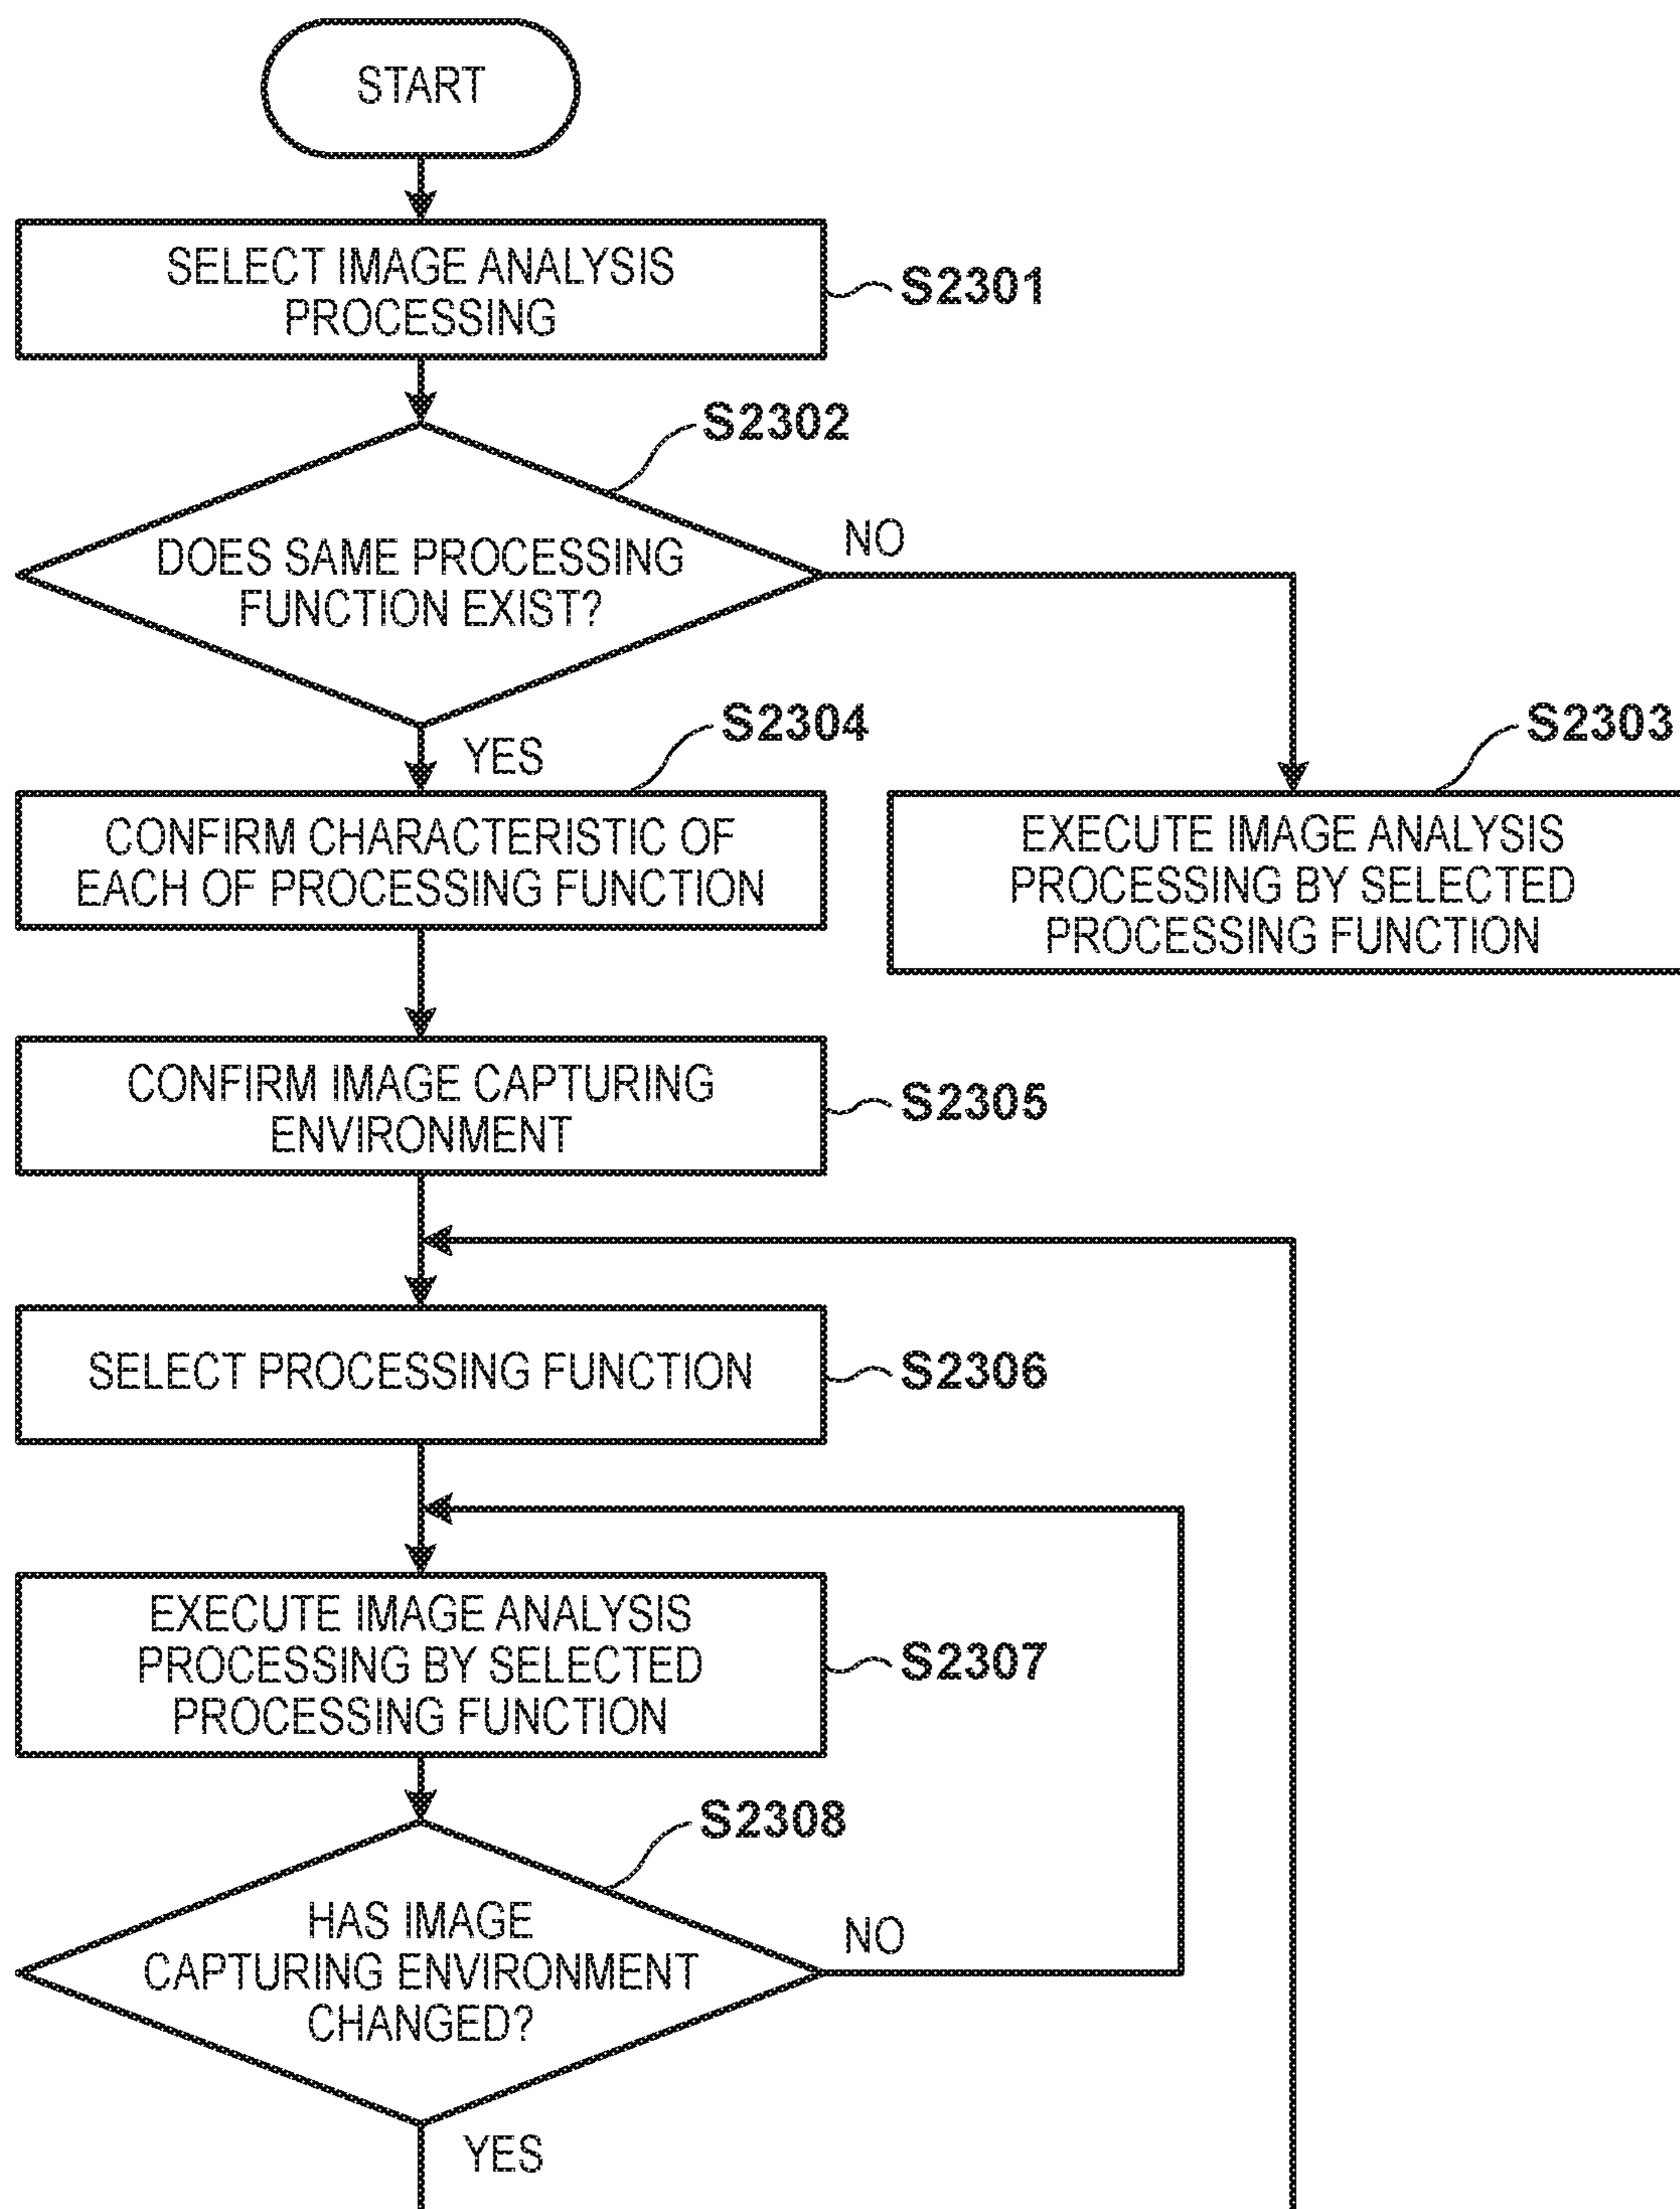 START
SELECT IMAGE ANALYSIS
PROCESSING
S2301
S2302
DOES SAME PROCESSING
FUNCTION EXIST?
NO
YES
S2304
S2303
CONFIRM CHARACTERISTIC OF
EACH OF PROCESSING FUNCTION
EXECUTE IMAGE ANALYSIS
PROCESSING BY SELECTED
PROCESSING FUNCTION
CONFIRM IMAGE CAPTURING
ENVIRONMENT
S2305
SELECT PROCESSING FUNCTION
S2306
EXECUTE IMAGE ANALYSIS
PROCESSING BY SELECTED
PROCESSING FUNCTION
S2307
S2308
HAS IMAGE
CAPTURING ENVIRONMENT
CHANGED?
NO
YES